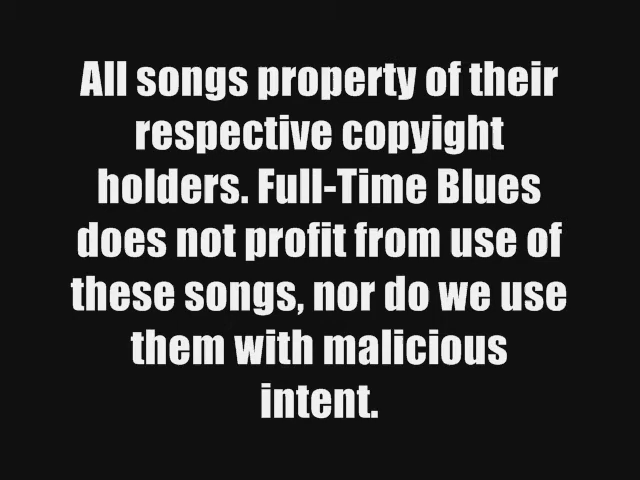 All songs property of their
respective copyight
holders. Full-Time Blues
does not profit from use of
these songs, nor do we use
them with malicious
intent.